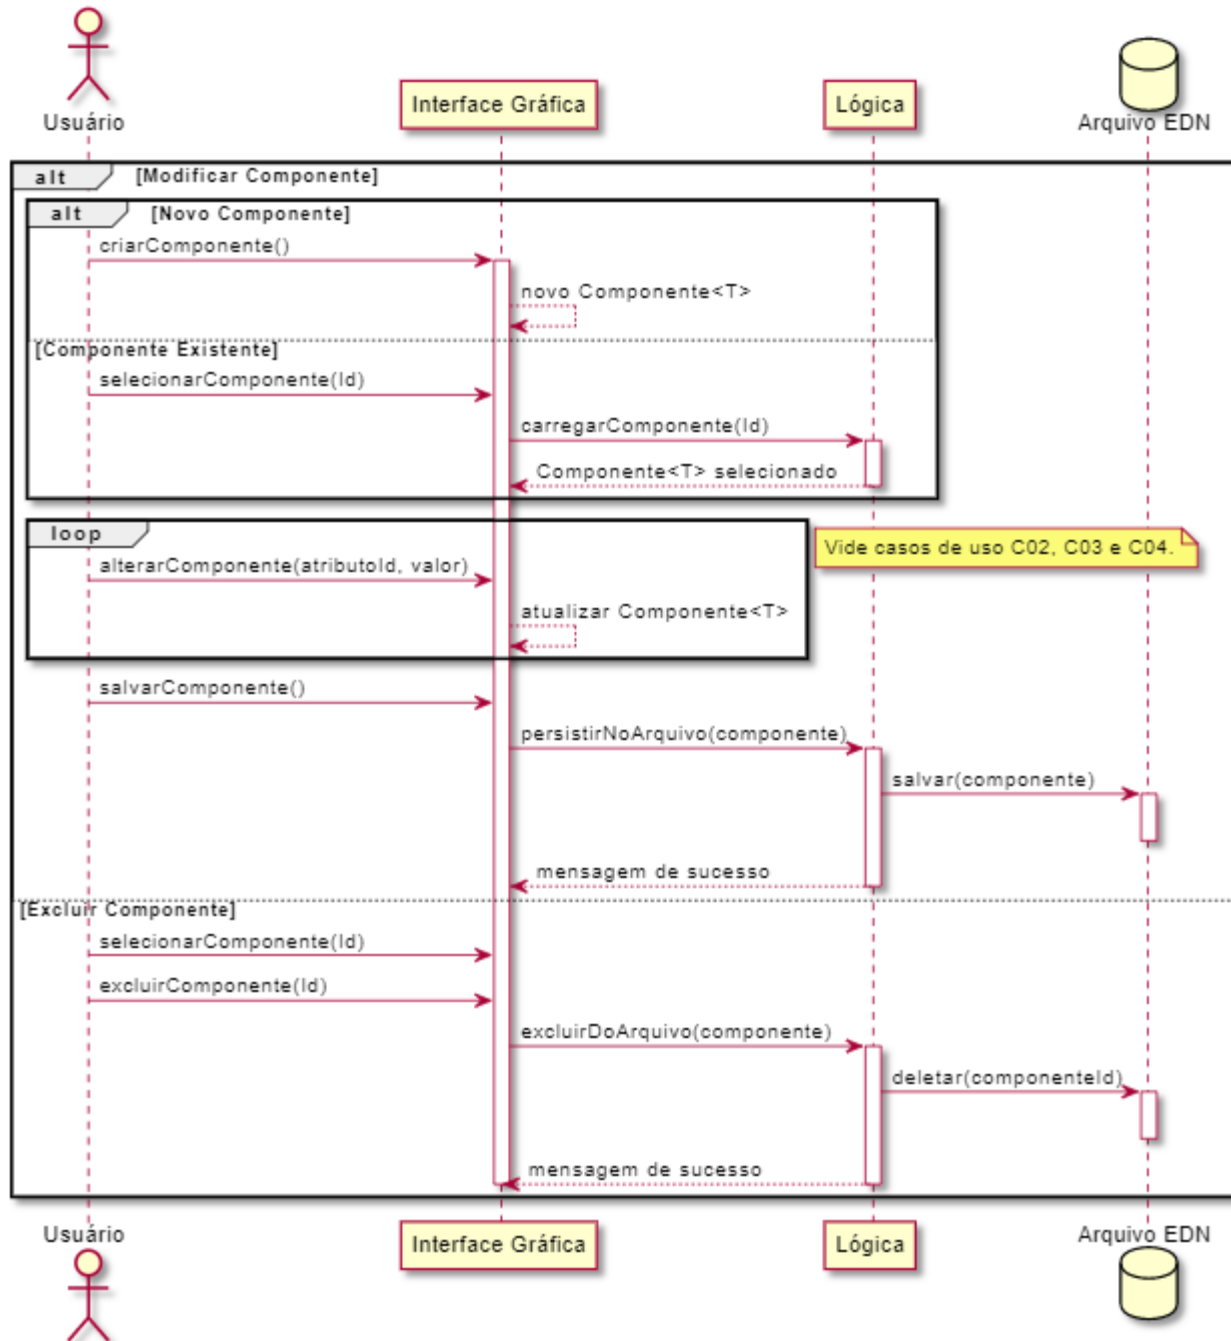 Usuário
Interface Gráfica
Lógica
Arquivo EDN
alt [Modificar Componente]
alt [Novo Componente]
criarComponente()
novo Componente<T>
[Componente Existente]
selecionarComponente(Id)
carregarComponente(Id)
Componente<T> selecionado
loop
Vide casos de uso C02, C03 e C04.
alterarComponente(atributoId, valor)
atualizar Componente<T>
salvarComponente()
persistirNoArquivo(componente)
salvar(componente)
mensagem de sucesso
[Excluir Componente]
selecionarComponente(Id)
excluirComponente(Id)
excluirDoArquivo(componente)
deletar(componenteId)
mensagem de sucesso
Usuário
Interface Gráfica
Lógica
Arquivo EDN